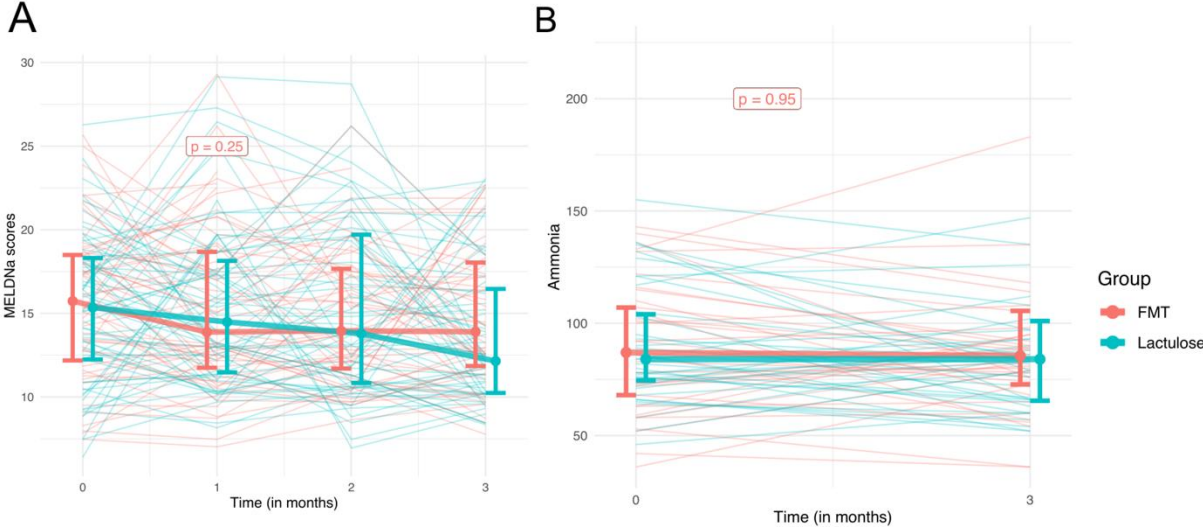 A
MELDNa scores
30
25
20
15
10
p = 0.25
0
1
2
3
Time (in months)
B
Ammonia
200
150
100
50
p = 0.95
0
3
Time (in months)
Group
FMT
Lactulose